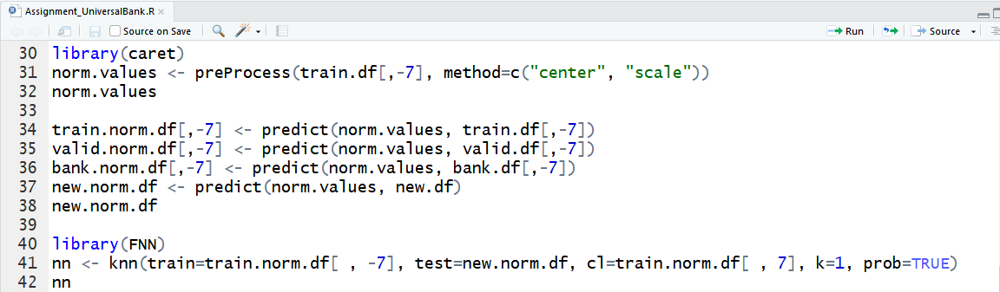 Assignment_UniversalBank.R
Source on Save
Run
Source
30 library(caret)
31 norm.values <- preProcess(train.df[,-7], method=c("center", "scale"))
32 norm.values
33
34 train.norm.df[,-7] <- predict(norm.values, train.df[,-7])
35 valid.norm.df[,-7] <- predict(norm.values, valid.df[,-7])
36 bank.norm.df[,-7] <- predict(norm.values, bank.df[,-7])
37 new.norm.df <- predict(norm.values, new.df)
38 new.norm.df
39
40 library(FNN)
41 nn <- knn(train=train.norm.df[ , -7], test=new.norm.df, cl=train.norm.df[ , 7], k=1, prob=TRUE)
42 nn